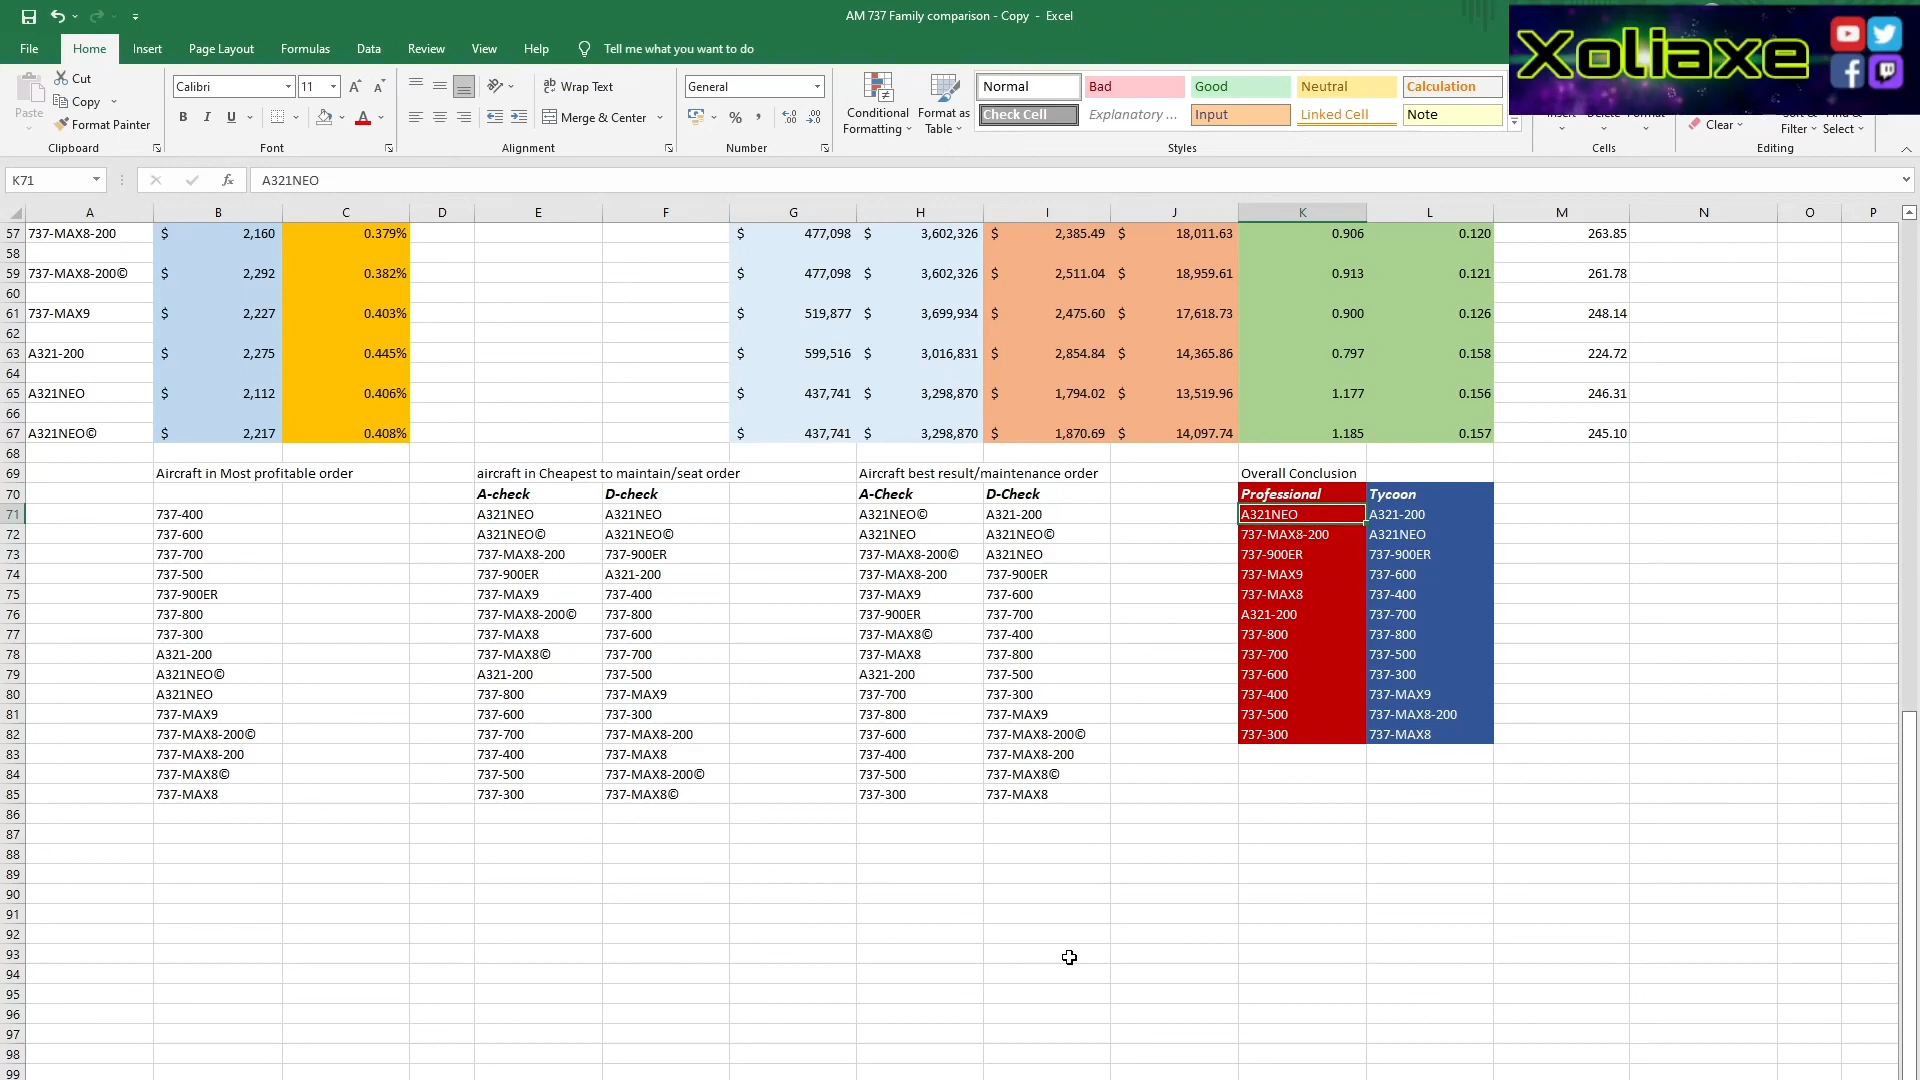 AM 737 Family comparison - Copy - Excel
Xoliaxe
File Home Insert Page Layout Formulas Data Review View Help Tell me what you want to do
Paste Cut Copy Format Painter Clipboard
Calibri 11 A A B I U A Font
Wrap Text Merge & Center Alignment
General % , Number
Conditional Formatting Format as Table
Normal Bad Good Neutral Calculation
Check Cell Explanatory ... Input Linked Cell Note
Styles
Insert Delete Format Cells
Clear Sort & Filter Find & Select Editing
K71 fx A321NEO
A B C D E F G H I J K L M N O P
57 737-MAX8-200 $ 2,160 0.379% $ 477,098 $ 3,602,326 $ 2,385.49 $ 18,011.63 0.906 0.120 263.85
58
59 737-MAX8-200© $ 2,292 0.382% $ 477,098 $ 3,602,326 $ 2,511.04 $ 18,959.61 0.913 0.121 261.78
60
61 737-MAX9 $ 2,227 0.403% $ 519,877 $ 3,699,934 $ 2,475.60 $ 17,618.73 0.900 0.126 248.14
62
63 A321-200 $ 2,275 0.445% $ 599,516 $ 3,016,831 $ 2,854.84 $ 14,365.86 0.797 0.158 224.72
64
65 A321NEO $ 2,112 0.406% $ 437,741 $ 3,298,870 $ 1,794.02 $ 13,519.96 1.177 0.156 246.31
66
67 A321NEO© $ 2,217 0.408% $ 437,741 $ 3,298,870 $ 1,870.69 $ 14,097.74 1.185 0.157 245.10
68
69 Aircraft in Most profitable order aircraft in Cheapest to maintain/seat order Aircraft best result/maintenance order Overall Conclusion
70 A-check D-check A-Check D-Check Professional Tycoon
71 737-400 A321NEO A321NEO A321NEO© A321-200 A321NEO A321-200
72 737-600 A321NEO© A321NEO© A321NEO A321NEO© 737-MAX8-200 A321NEO
73 737-700 737-MAX8-200 737-900ER 737-MAX8-200© A321NEO 737-900ER 737-900ER
74 737-500 737-900ER A321-200 737-MAX8-200 737-900ER 737-MAX9 737-600
75 737-900ER 737-MAX9 737-400 737-MAX9 737-600 737-MAX8 737-400
76 737-800 737-MAX8-200© 737-800 737-900ER 737-700 A321-200 737-700
77 737-300 737-MAX8 737-600 737-MAX8© 737-400 737-800 737-800
78 A321-200 737-MAX8© 737-700 737-MAX8 737-800 737-700 737-500
79 A321NEO© A321-200 737-500 A321-200 737-500 737-600 737-300
80 A321NEO 737-800 737-MAX9 737-700 737-300 737-400 737-MAX9
81 737-MAX9 737-600 737-300 737-800 737-MAX9 737-500 737-MAX8-200
82 737-MAX8-200© 737-700 737-MAX8-200 737-600 737-MAX8-200© 737-300 737-MAX8
83 737-MAX8-200 737-400 737-MAX8 737-400 737-MAX8-200
84 737-MAX8© 737-500 737-MAX8-200© 737-500 737-MAX8©
85 737-MAX8 737-300 737-MAX8© 737-300 737-MAX8
86
87
88
89
90
91
92
93
94
95
96
97
98
99